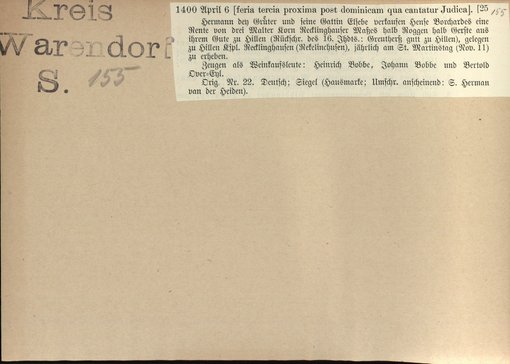 Kreis
Warendorf
S. 155
1400 April 6 [feria tercia proxima post dominicam qua cantatur Judica]. [25
155
Hermann dey Grüter und seine Gattin Elsebe verkaufen Hense Borchardes eine
Rente von drei Malter Korn Recklinghauser Maßes halb Roggen halb Gerste aus
ihrem Gute zu Hillen (Rückschr. des 16. Jhdts.: Greutherß gutt zu Hillen), gelegen
zu Hillen Kspl. Recklinghausen (Rekelinchusen), jährlich am St. Martinstag (Nov. 11)
zu erheben.
Zeugen als Weinkaufsleute: Heinrich Bobbe, Johann Bobbe und Bertold
Over-Eyl.
Orig. Nr. 22. Deutsch; Siegel (Hausmarke; Umschr. anscheinend: S. Herman
van der Heiden).